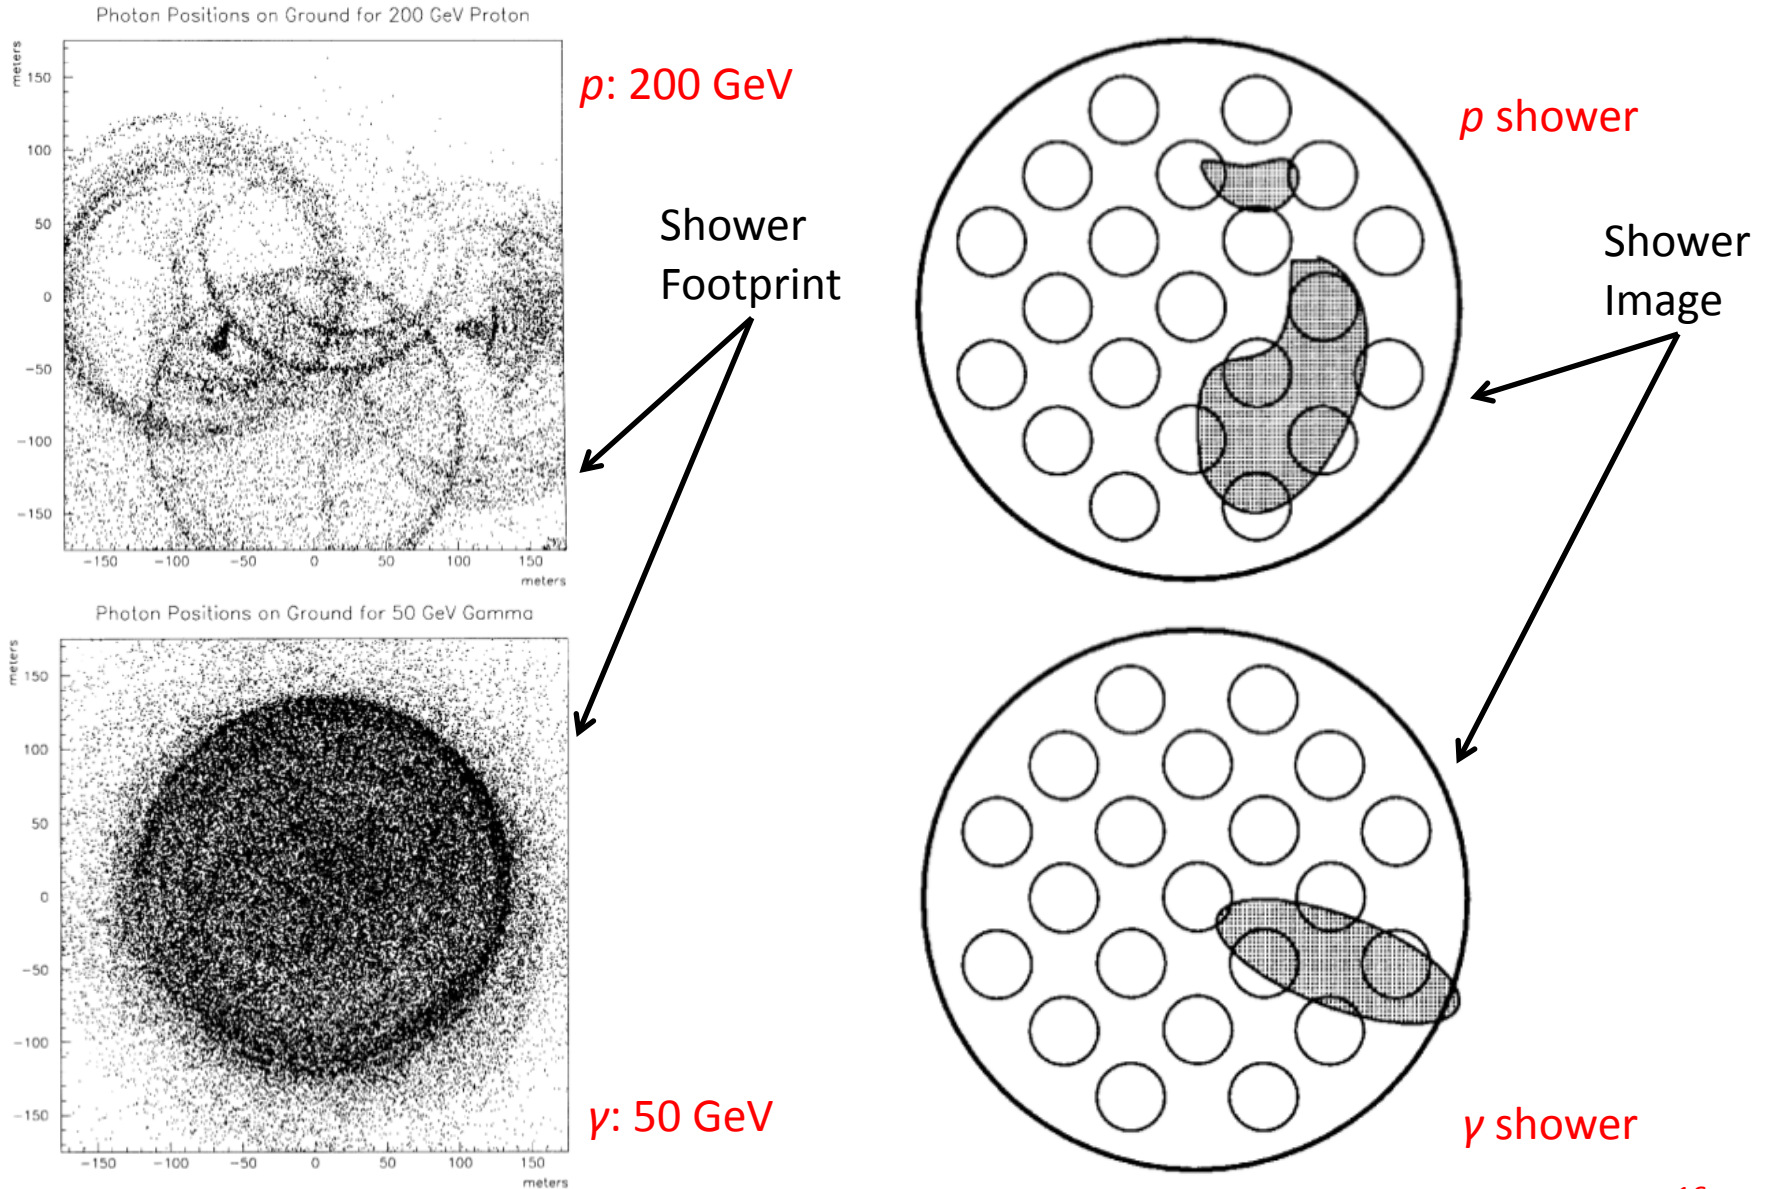 Photon Positions on Ground for 200 GeV Proton
meters
150
100
50
0
-50
-100
-150
-150
-100
-50
0
50
100
150
meters
p: 200 GeV
Shower
Footprint
p shower
Shower
Image
Photon Positions on Ground for 50 GeV Gamma
meters
150
100
50
0
-50
-100
-150
-150
-100
-50
0
50
100
150
meters
γ: 50 GeV
γ shower